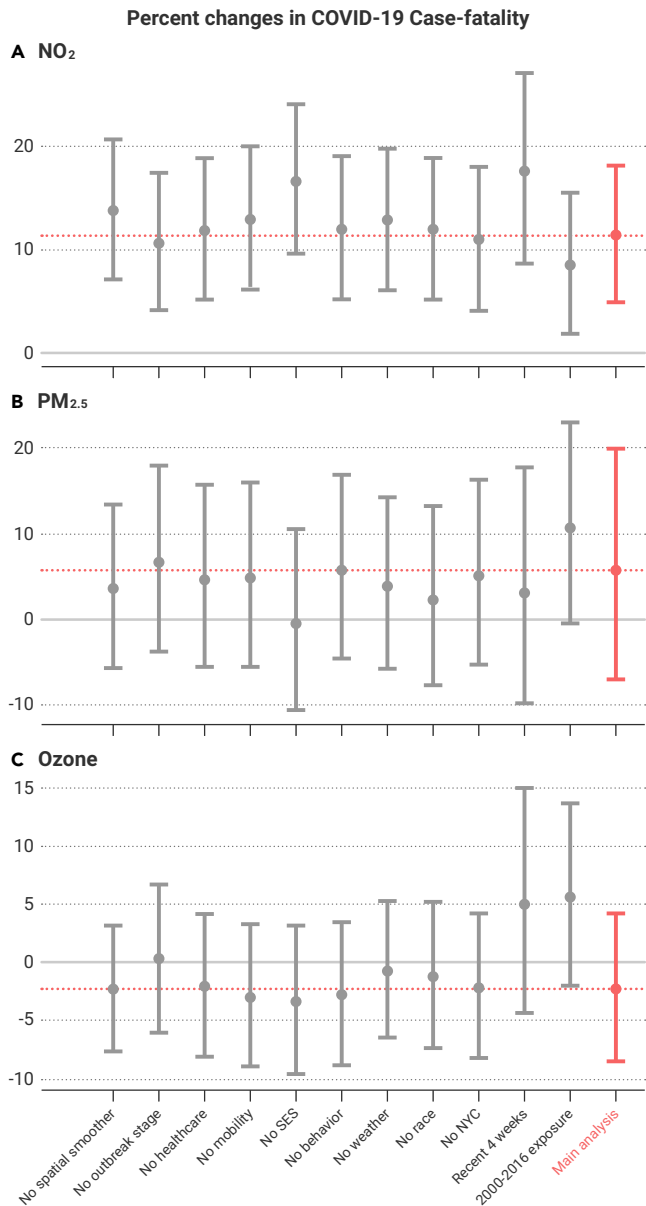 Percent changes in COVID-19 Case-fatality
A NO₂
20
10
0
B PM₂.₅
20
10
0
-10
C Ozone
15
10
5
0
-5
-10
No spatial smoother
No outbreak stage
No healthcare
No mobility
No SES
No behavior
No weather
No race
No NYC
Recent 4 weeks
2000-2016 exposure
Main analysis